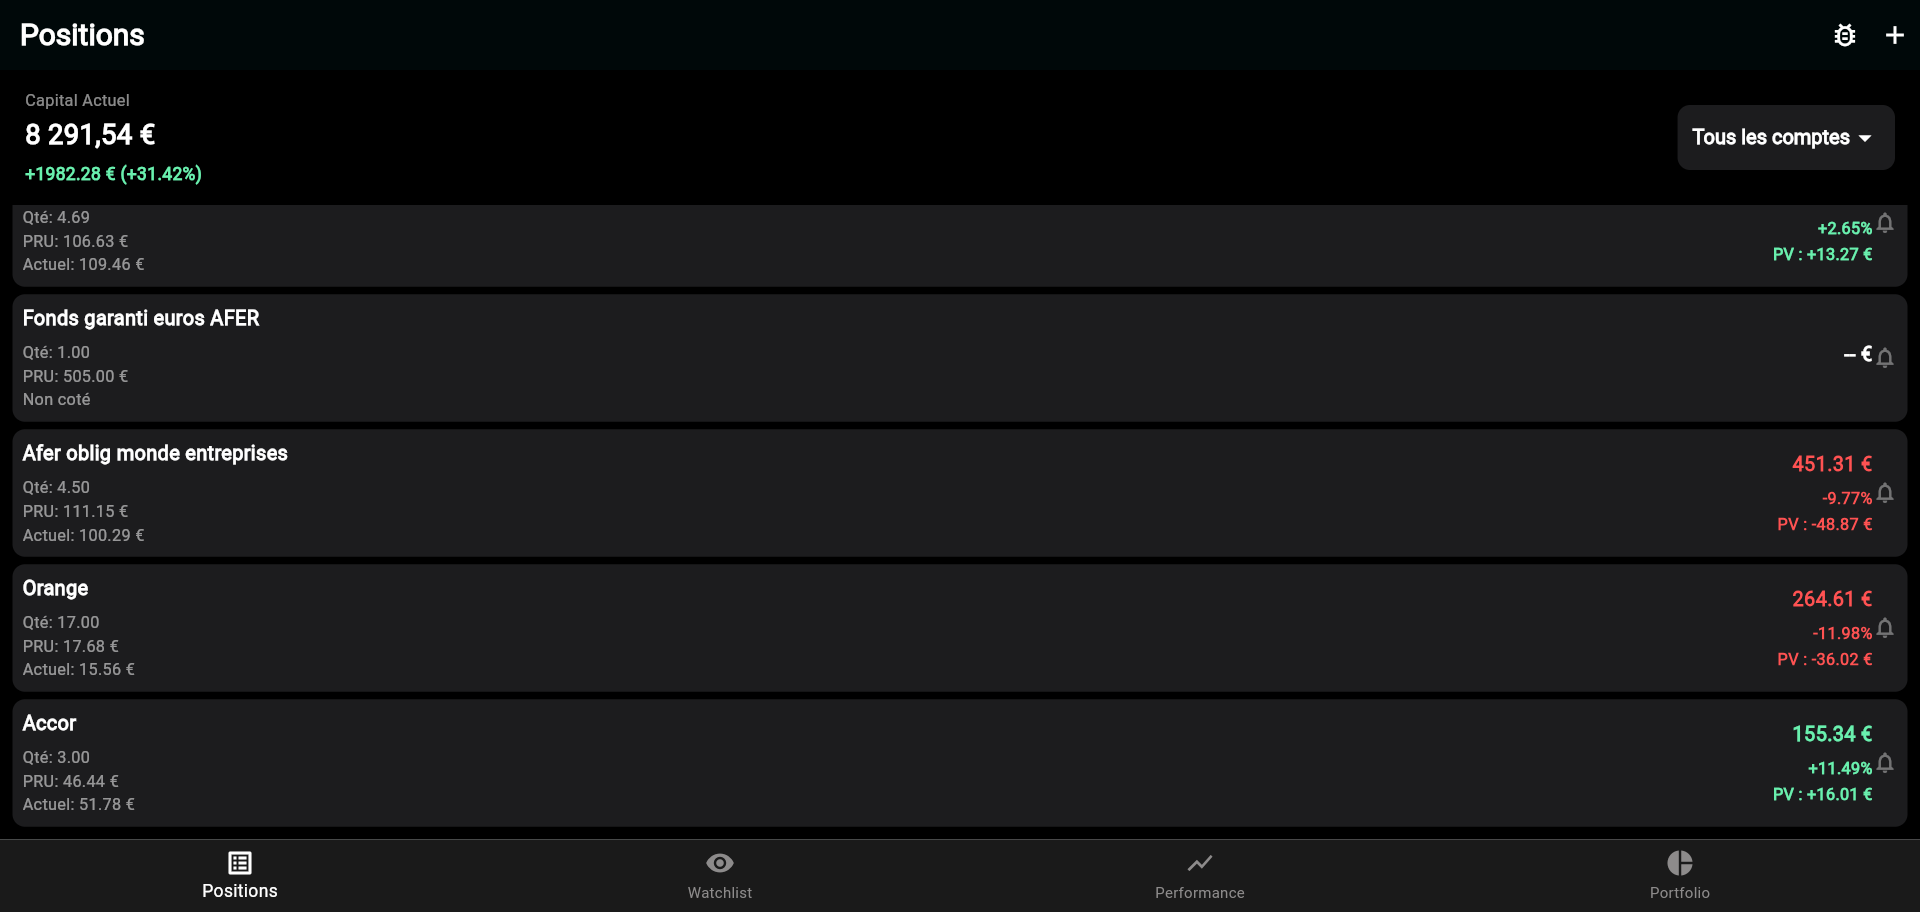 Positions
Capital Actuel
8 291,54 €
+1982.28 € (+31.42%)
Tous les comptes
Qté: 4.69
PRU: 106.63 €
Actuel: 109.46 €
+2.65%
PV : +13.27 €
Fonds garanti euros AFER
Qté: 1.00
PRU: 505.00 €
Non coté
– €
Afer oblig monde entreprises
Qté: 4.50
PRU: 111.15 €
Actuel: 100.29 €
451.31 €
-9.77%
PV : -48.87 €
Orange
Qté: 17.00
PRU: 17.68 €
Actuel: 15.56 €
264.61 €
-11.98%
PV : -36.02 €
Accor
Qté: 3.00
PRU: 46.44 €
Actuel: 51.78 €
155.34 €
+11.49%
PV : +16.01 €
Positions
Watchlist
Performance
Portfolio